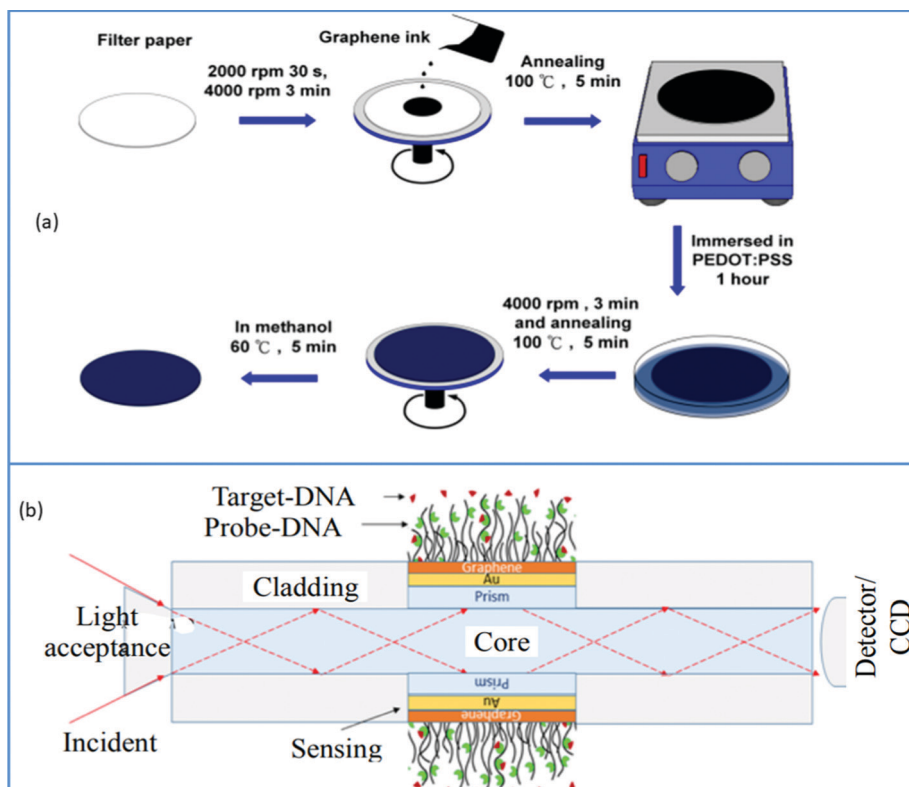 Filter paper
2000 rpm 30 s,
4000 rpm 3 min
Graphene ink
Annealing
100 ℃ , 5 min
(a)
Immersed in
PEDOT:PSS
1 hour
4000 rpm , 3 min
and annealing
100 ℃ , 5 min
In methanol
60 ℃ , 5 min
(b)
Target-DNA
Probe-DNA
Graphene
Au
Prism
Cladding
Light
acceptance
Core
Detector/
CCD
Prism
Au
Graphene
Incident
Sensing